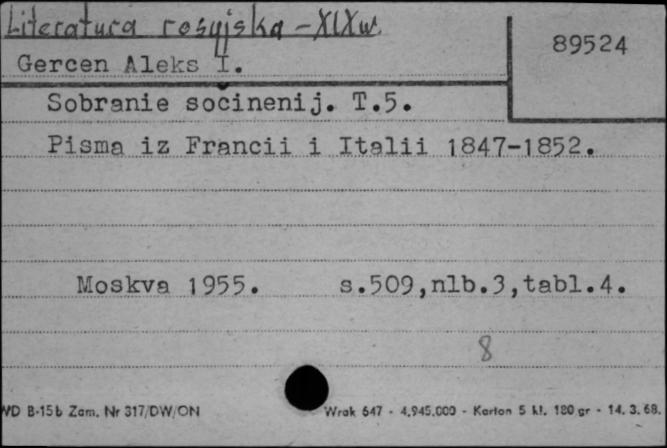 Literatura rosyjska - XIX w.
89524
Gercen Aleks I.
Sobranie sočinenij. T.5.
Pisma iz Francii i Italii 1847-1852.
Moskva 1955. s.509,nlb.3,tabl.4.
8
WD B-15b Zam. Nr 317/DW/ON Wrak 647 - 4,945.000 - Karton 5 kl. 180 gr - 14. 3. 68.